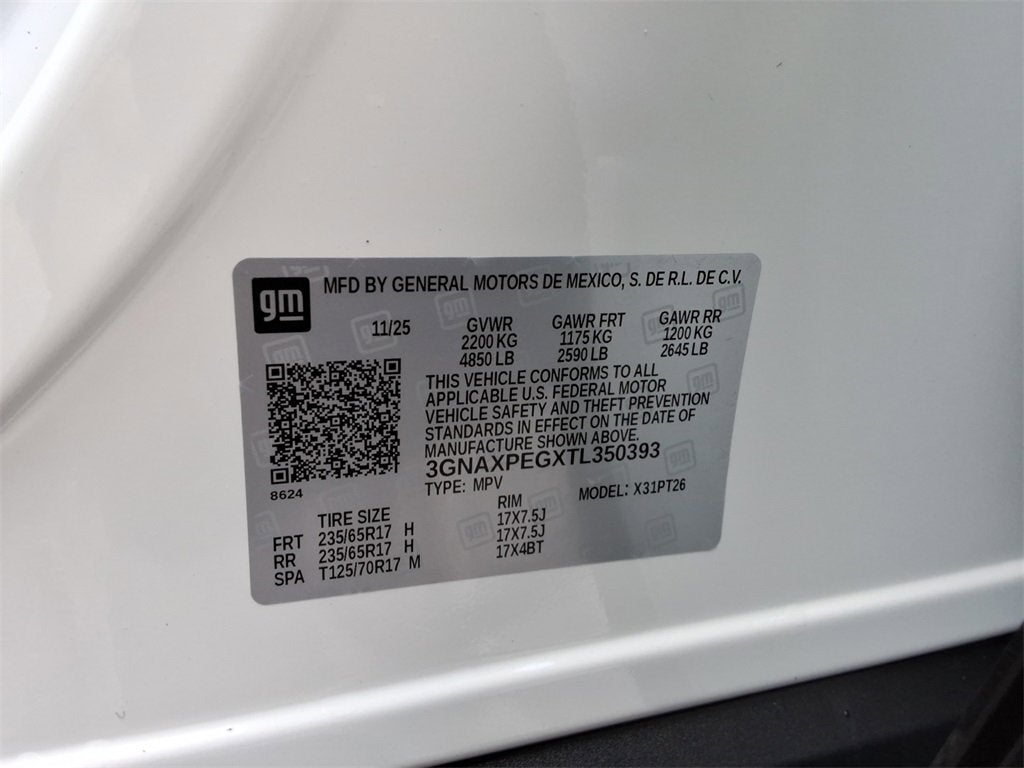 gm
MFD BY GENERAL MOTORS DE MEXICO, S. DE R.L. DE C.V.
11/25 GVWR GAWR FRT GAWR RR
2200 KG 1175 KG 1200 KG
4850 LB 2590 LB 2645 LB
THIS VEHICLE CONFORMS TO ALL
APPLICABLE U.S. FEDERAL MOTOR
VEHICLE SAFETY AND THEFT PREVENTION
STANDARDS IN EFFECT ON THE DATE OF
MANUFACTURE SHOWN ABOVE.
3GNAXPEGXTL350393
8624
TYPE: MPV MODEL: X31PT26
TIRE SIZE RIM
FRT 235/65R17 H 17X7.5J
RR 235/65R17 H 17X7.5J
SPA T125/70R17 M 17X4BT